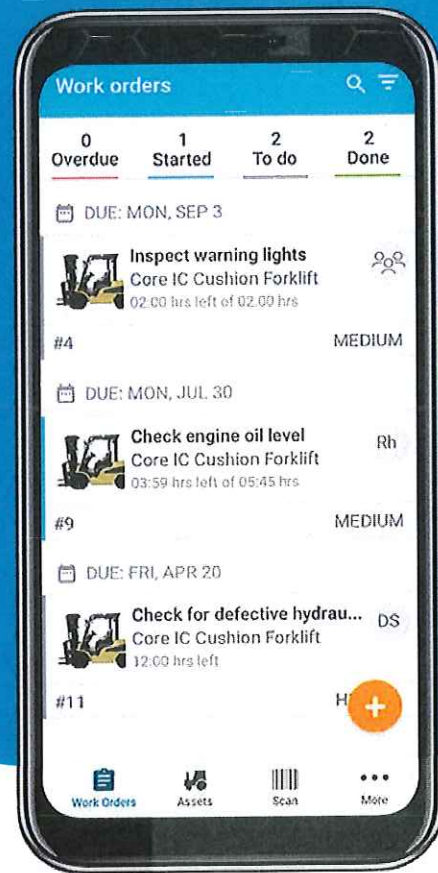 Work orders
0 1 2 2
Overdue Started To do Done
DUE: MON, SEP 3
Inspect warning lights
Core IC Cushion Forklift
02:00 hrs left of 02:00 hrs
#4 MEDIUM
DUE: MON, JUL 30
Check engine oil level Rh
Core IC Cushion Forklift
03:59 hrs left of 05:45 hrs
#9 MEDIUM
DUE: FRI, APR 20
Check for defective hydrau... DS
Core IC Cushion Forklift
12:00 hrs left
#11
Work Orders Assets Scan More